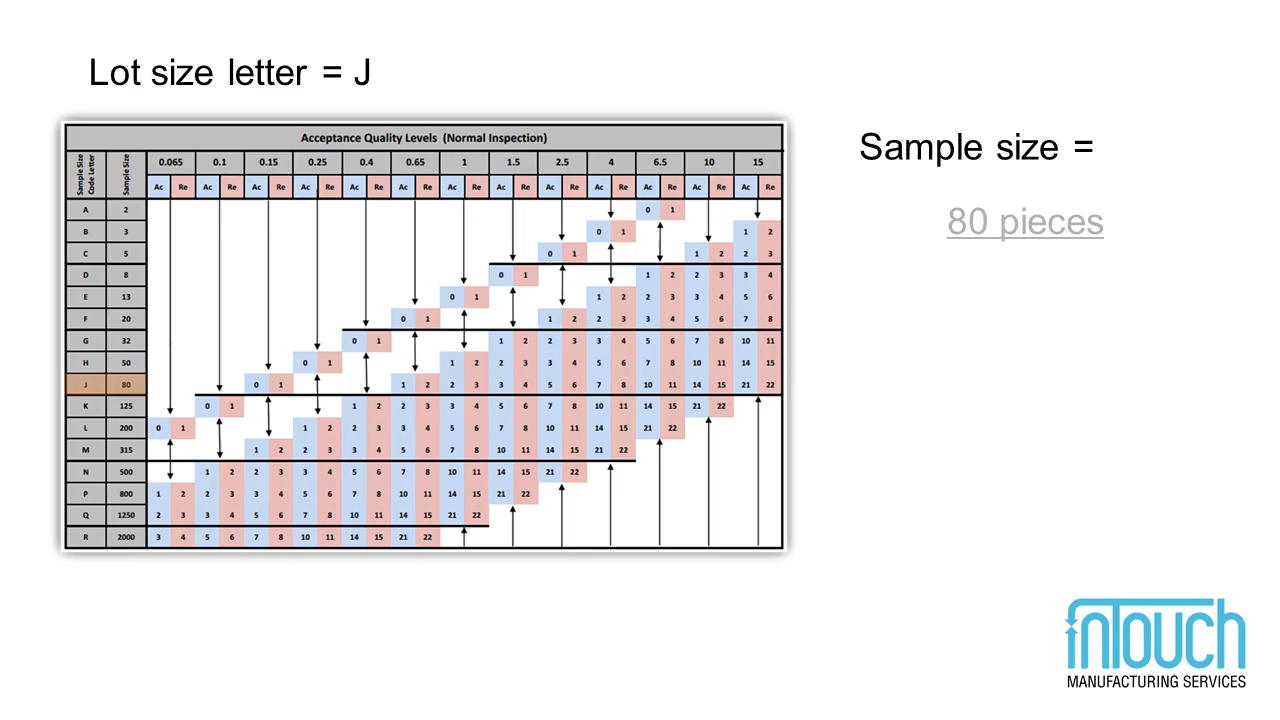 Lot size letter = J
Acceptance Quality Levels (Normal Inspection)
Sample Size Code Letter Sample Size 0.065 0.1 0.15 0.25 0.4 0.65 1 1.5 2.5 4 6.5 10 15
Ac Re Ac Re Ac Re Ac Re Ac Re Ac Re Ac Re Ac Re Ac Re Ac Re Ac Re Ac Re Ac Re
A 2 0 1
B 3 0 1 1 2
C 5 0 1 1 2 2 3
D 8 0 1 1 2 2 3 3 4
E 13 0 1 1 2 2 3 3 4 5 6
F 20 0 1 1 2 2 3 3 4 5 6 7 8
G 32 0 1 1 2 2 3 3 4 5 6 7 8 10 11
H 50 0 1 1 2 2 3 3 4 5 6 7 8 10 11 14 15
J 80 0 1 1 2 2 3 3 4 5 6 7 8 10 11 14 15 21 22
K 125 0 1 1 2 2 3 3 4 5 6 7 8 10 11 14 15 21 22
L 200 0 1 1 2 2 3 3 4 5 6 7 8 10 11 14 15 21 22
M 315 1 2 2 3 3 4 5 6 7 8 10 11 14 15 21 22
N 500 1 2 2 3 3 4 5 6 7 8 10 11 14 15 21 22
P 800 1 2 2 3 3 4 5 6 7 8 10 11 14 15 21 22
Q 1250 2 3 3 4 5 6 7 8 10 11 14 15 21 22
R 2000 3 4 5 6 7 8 10 11 14 15 21 22
Sample size =
80 pieces
inTouch
MANUFACTURING SERVICES